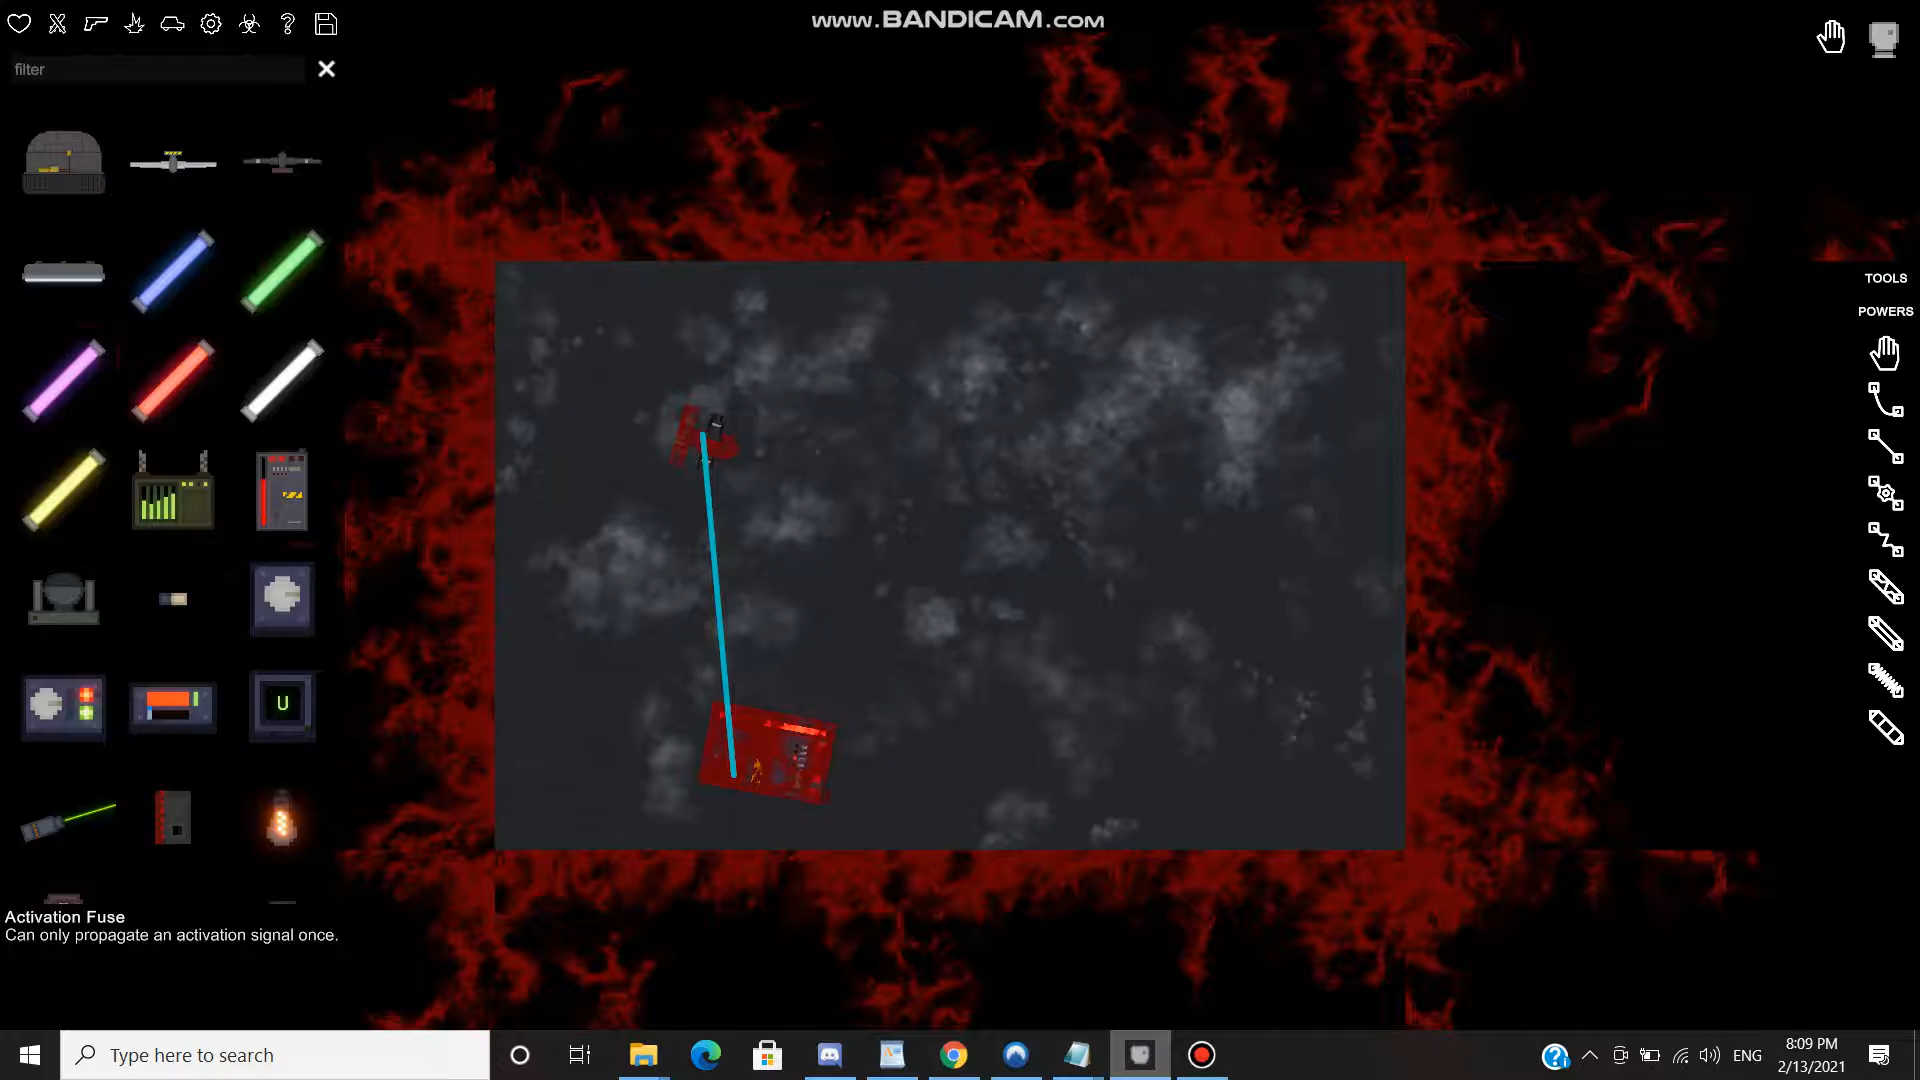 www.BANDICAM.com
filter
TOOLS
POWERS
U
Activation Fuse
Can only propagate an activation signal once.
Type here to search
ENG
8:09 PM
2/13/2021